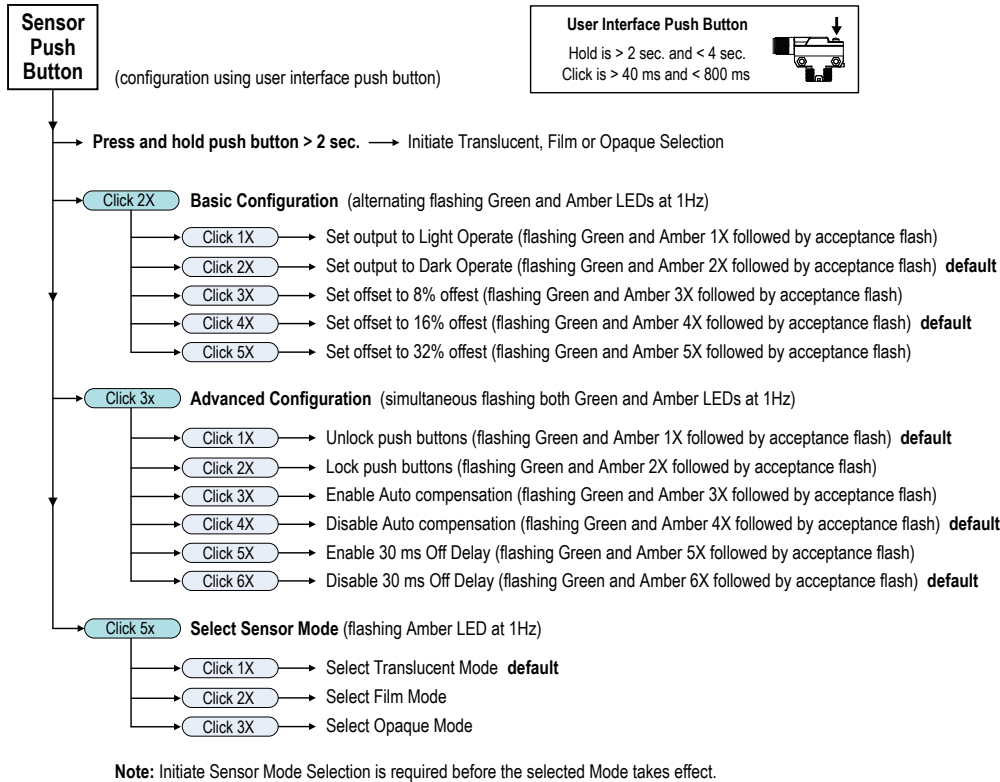 Sensor
Push
Button
(configuration using user interface push button)
User Interface Push Button
Hold is > 2 sec. and < 4 sec.
Click is > 40 ms and < 800 ms
Press and hold push button > 2 sec. Initiate Translucent, Film or Opaque Selection
Click 2X Basic Configuration (alternating flashing Green and Amber LEDs at 1Hz)
Click 1X Set output to Light Operate (flashing Green and Amber 1X followed by acceptance flash)
Click 2X Set output to Dark Operate (flashing Green and Amber 2X followed by acceptance flash) default
Click 3X Set offset to 8% offest (flashing Green and Amber 3X followed by acceptance flash)
Click 4X Set offset to 16% offest (flashing Green and Amber 4X followed by acceptance flash) default
Click 5X Set offset to 32% offest (flashing Green and Amber 5X followed by acceptance flash)
Click 3x Advanced Configuration (simultaneous flashing both Green and Amber LEDs at 1Hz)
Click 1X Unlock push buttons (flashing Green and Amber 1X followed by acceptance flash) default
Click 2X Lock push buttons (flashing Green and Amber 2X followed by acceptance flash)
Click 3X Enable Auto compensation (flashing Green and Amber 3X followed by acceptance flash)
Click 4X Disable Auto compensation (flashing Green and Amber 4X followed by acceptance flash) default
Click 5X Enable 30 ms Off Delay (flashing Green and Amber 5X followed by acceptance flash)
Click 6X Disable 30 ms Off Delay (flashing Green and Amber 6X followed by acceptance flash) default
Click 5x Select Sensor Mode (flashing Amber LED at 1Hz)
Click 1X Select Translucent Mode default
Click 2X Select Film Mode
Click 3X Select Opaque Mode
Note: Initiate Sensor Mode Selection is required before the selected Mode takes effect.